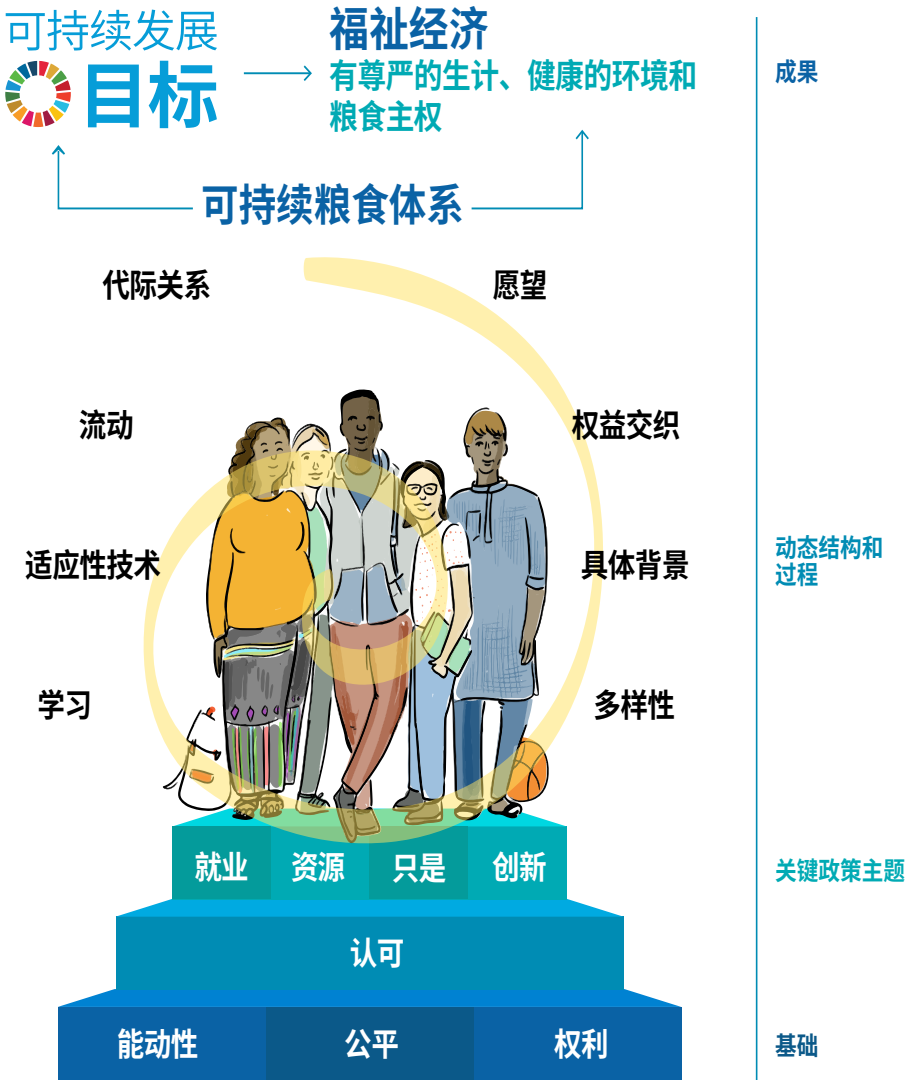 可持续发展
目标
福祉经济
有尊严的生计、健康的环境和
粮食主权
成果
可持续粮食体系
代际关系
愿望
流动
权益交织
适应性技术
具体背景
动态结构和
过程
学习
多样性
就业
资源
只是
创新
关键政策主题
认可
能动性
公平
权利
基础